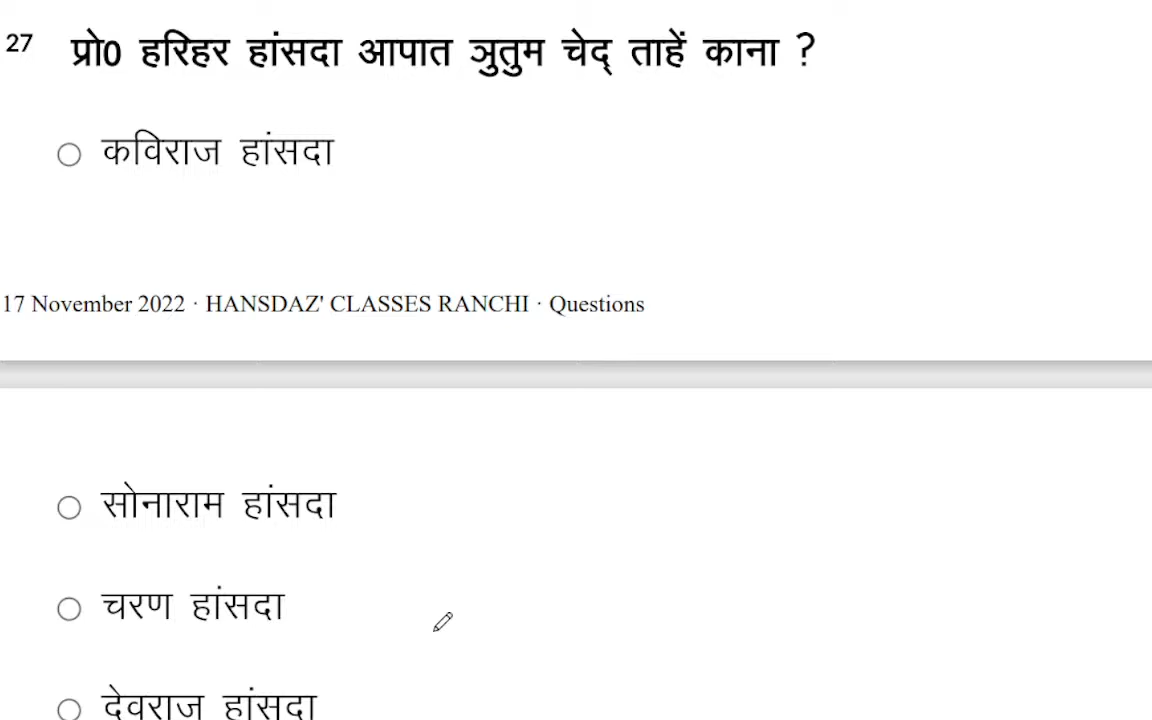 27 प्रो0 हरिहर हांसदा आपात ञुतुम चेद् ताहें काना ?
कविराज हांसदा
17 November 2022 · HANSDAZ' CLASSES RANCHI · Questions
सोनाराम हांसदा
चरण हांसदा
देवराज हांसदा